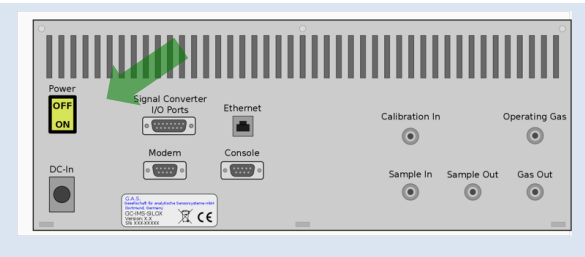 Power
OFF
ON
Signal Converter
I/O Ports
Ethernet
Calibration In
Operating Gas
Modem
Console
DC-In
Sample In
Sample Out
Gas Out
G.A.S.
Gesellschaft für analytische Sensorsysteme mbH
Dortmund, Germany
GC-IMS-SILOX
Version: X.X
SN: XXX-XXXXX
CE